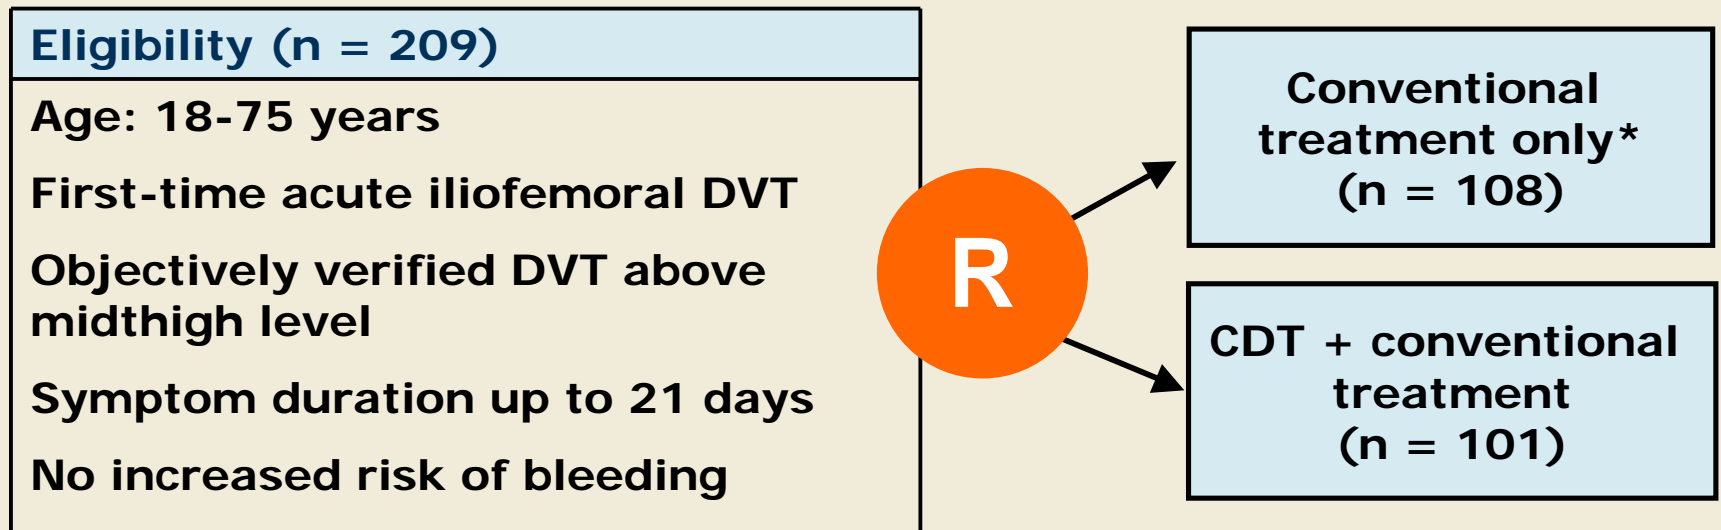 Eligibility (n = 209)
Age: 18-75 years
First-time acute iliofemoral DVT
Objectively verified DVT above
midthigh level
Symptom duration up to 21 days
No increased risk of bleeding
R
Conventional
treatment only*
(n = 108)
CDT + conventional
treatment
(n = 101)